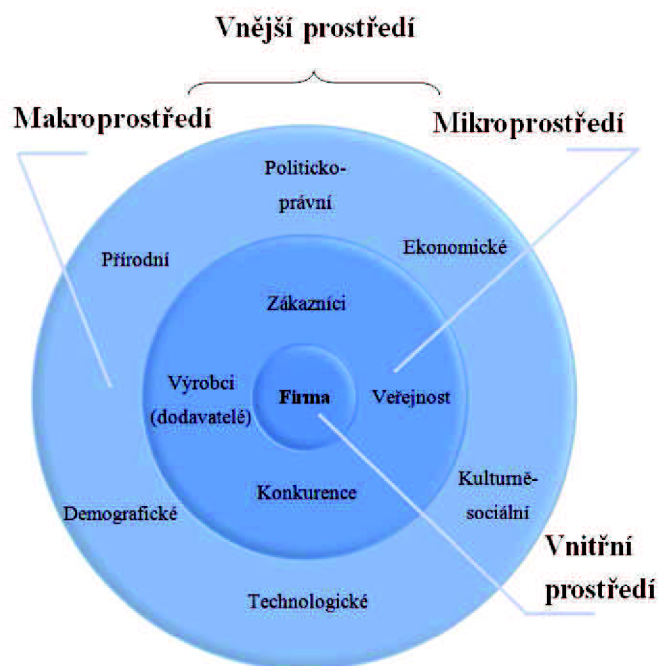 Vnější prostředí
Makroprostředí
Mikroprostředí
Politicko-
právní
Ekonomické
Přírodní
Zákazníci
Výrobci
(dodavatelé)
Firma
Veřejnost
Konkurence
Kulturně-
sociální
Demografické
Technologické
Vnitřní
prostředí